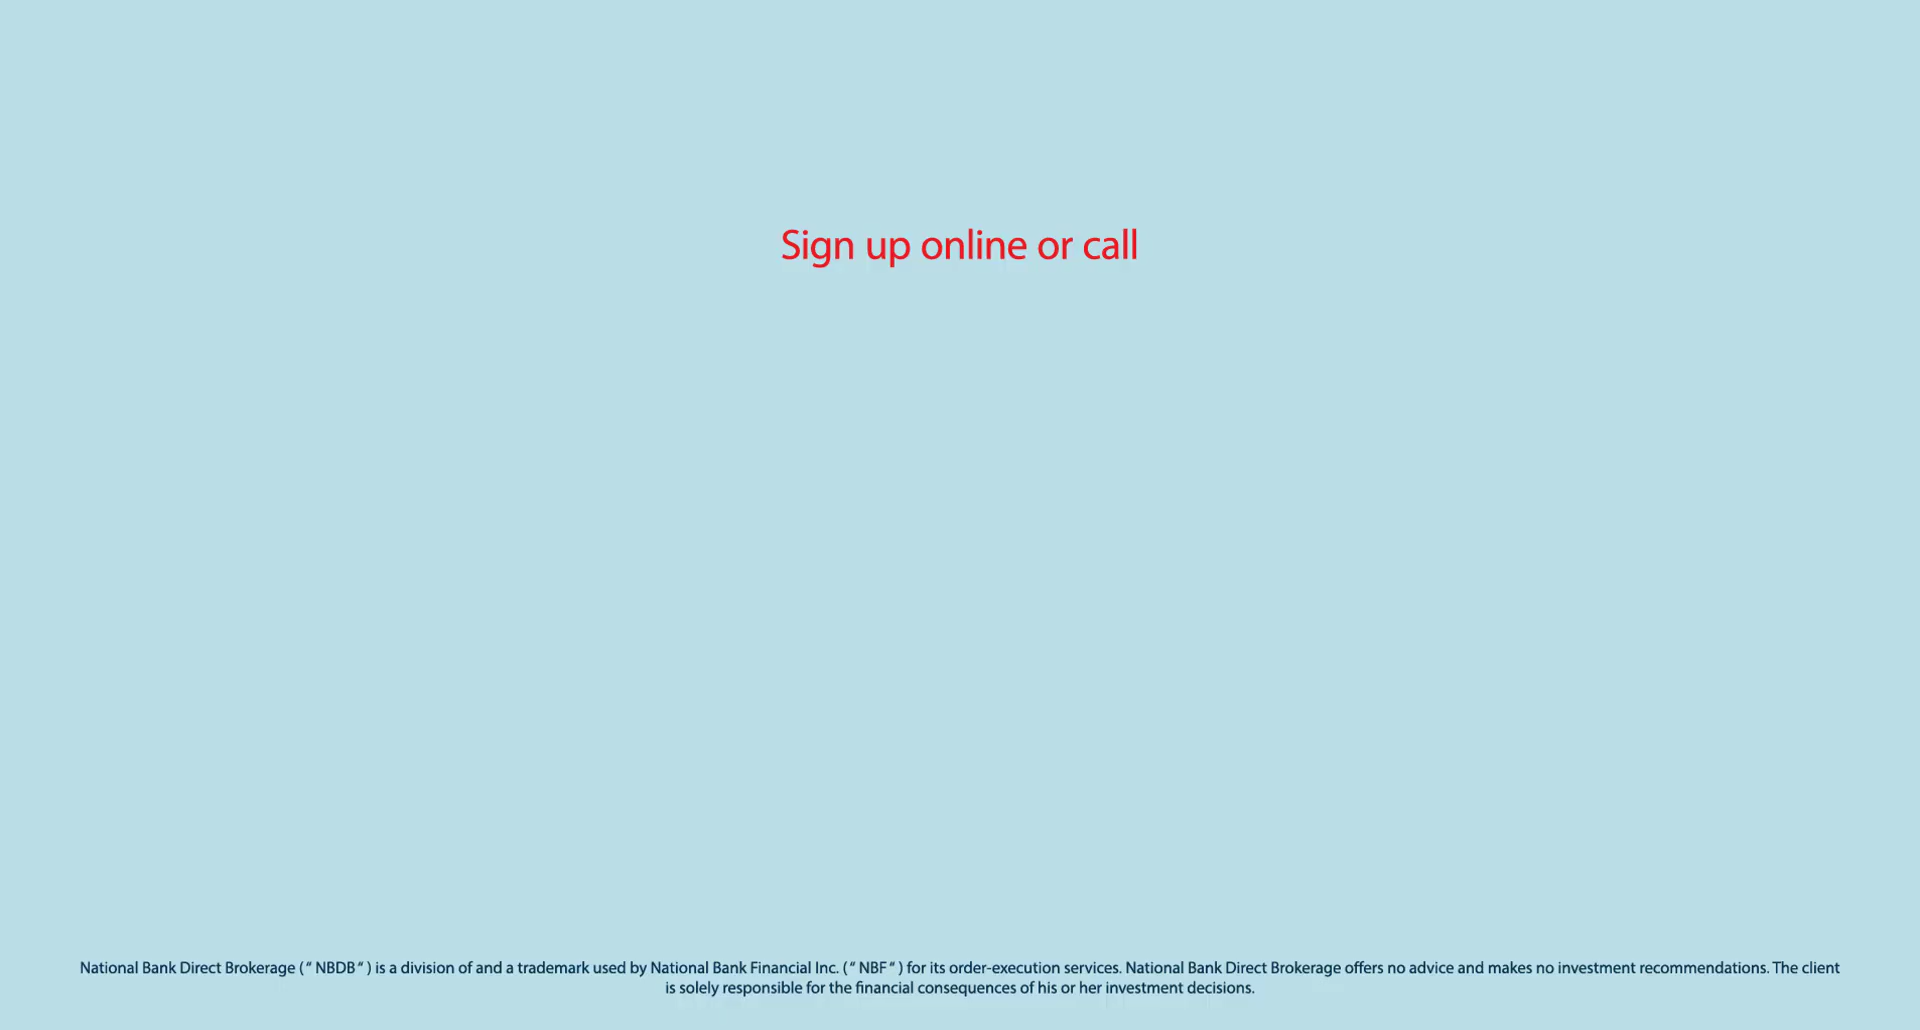 Sign up online or call
National Bank Direct Brokerage ( “ NBDB “ ) is a division of and a trademark used by National Bank Financial Inc. ( “ NBF “ ) for its order-execution services. National Bank Direct Brokerage offers no advice and makes no investment recommendations. The client
is solely responsible for the financial consequences of his or her investment decisions.